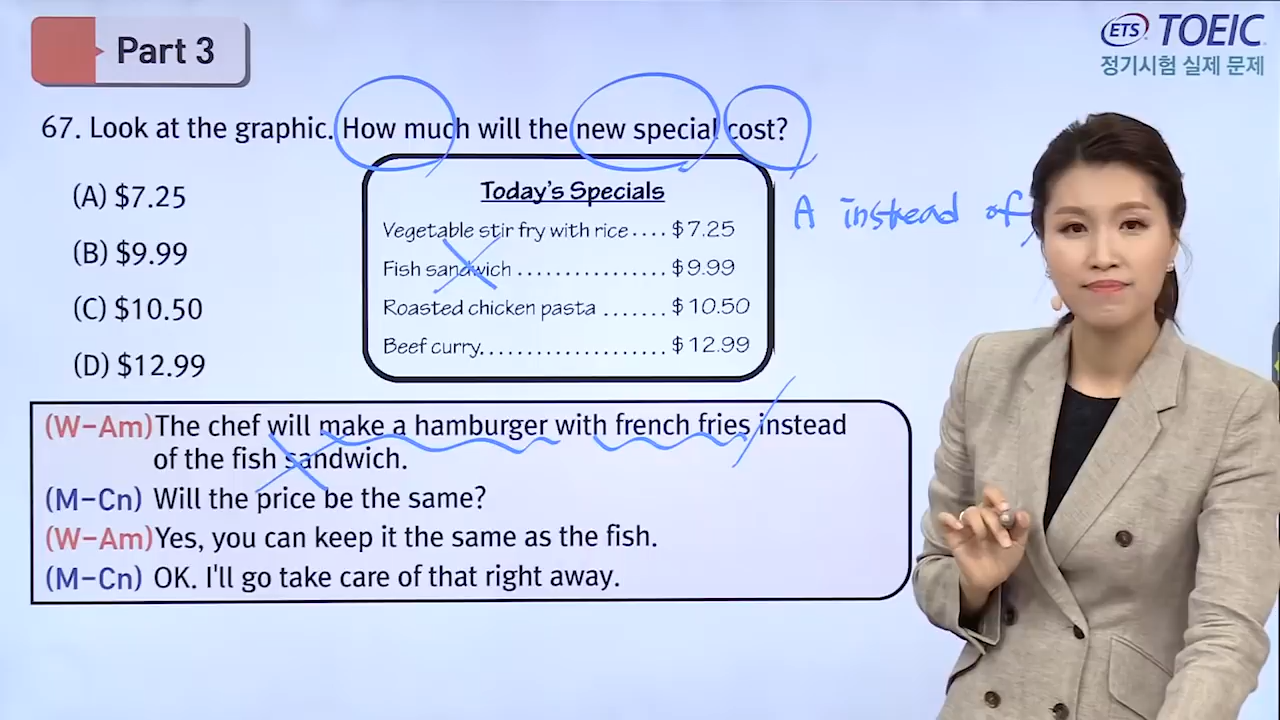 Part 3
ETS TOEIC
정기시험 실제 문제
67. Look at the graphic. How much will the new special cost?
(A) $7.25
(B) $9.99
(C) $10.50
(D) $12.99
Today's Specials
Vegetable stir fry with rice.... $7.25
Fish sandwich ................ $9.99
Roasted chicken pasta ....... $10.50
Beef curry.................... $12.99
A instead of
(W-Am) The chef will make a hamburger with french fries instead
of the fish sandwich.
(M-Cn) Will the price be the same?
(W-Am) Yes, you can keep it the same as the fish.
(M-Cn) OK. I'll go take care of that right away.